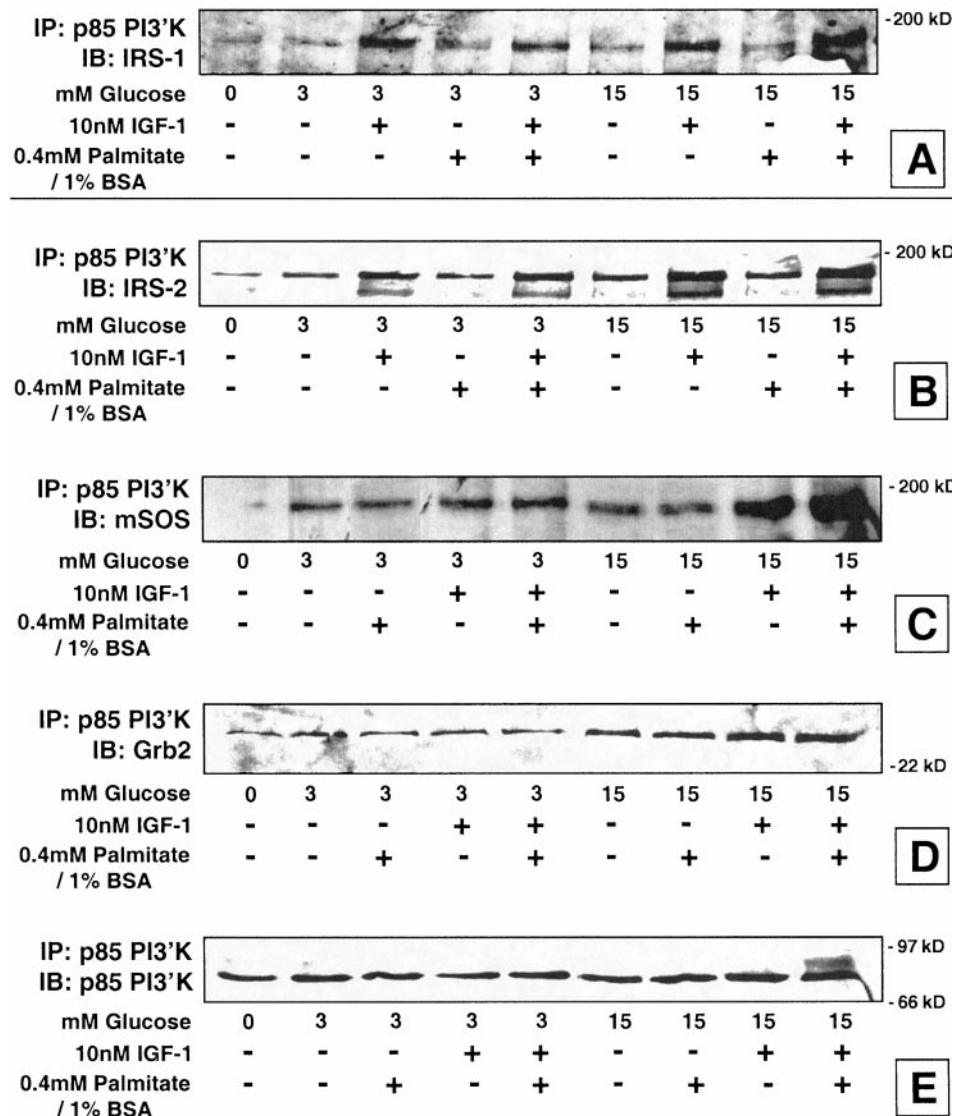 IP: p85 PI3'K
IB: IRS-1
- 200 kD
mM Glucose 0 3 3 3 3 15 15 15 15
10nM IGF-1 - - + - + - + - +
0.4mM Palmitate - - - + + - - + +
/ 1% BSA
A
IP: p85 PI3'K
IB: IRS-2
- 200 kD
mM Glucose 0 3 3 3 3 15 15 15 15
10nM IGF-1 - - + - + - + - +
0.4mM Palmitate - - - + + - - + +
/ 1% BSA
B
IP: p85 PI3'K
IB: mSOS
- 200 kD
mM Glucose 0 3 3 3 3 15 15 15 15
10nM IGF-1 - - - + + - - + +
0.4mM Palmitate - - + - + - + - +
/ 1% BSA
C
IP: p85 PI3'K
IB: Grb2
- 22 kD
mM Glucose 0 3 3 3 3 15 15 15 15
10nM IGF-1 - - - + + - - + +
0.4mM Palmitate - - + - + - + - +
/ 1% BSA
D
IP: p85 PI3'K
IB: p85 PI3'K
- 97 kD
- 66 kD
mM Glucose 0 3 3 3 3 15 15 15 15
10nM IGF-1 - - - + + - - + +
0.4mM Palmitate - - + - + - + - +
/ 1% BSA
E